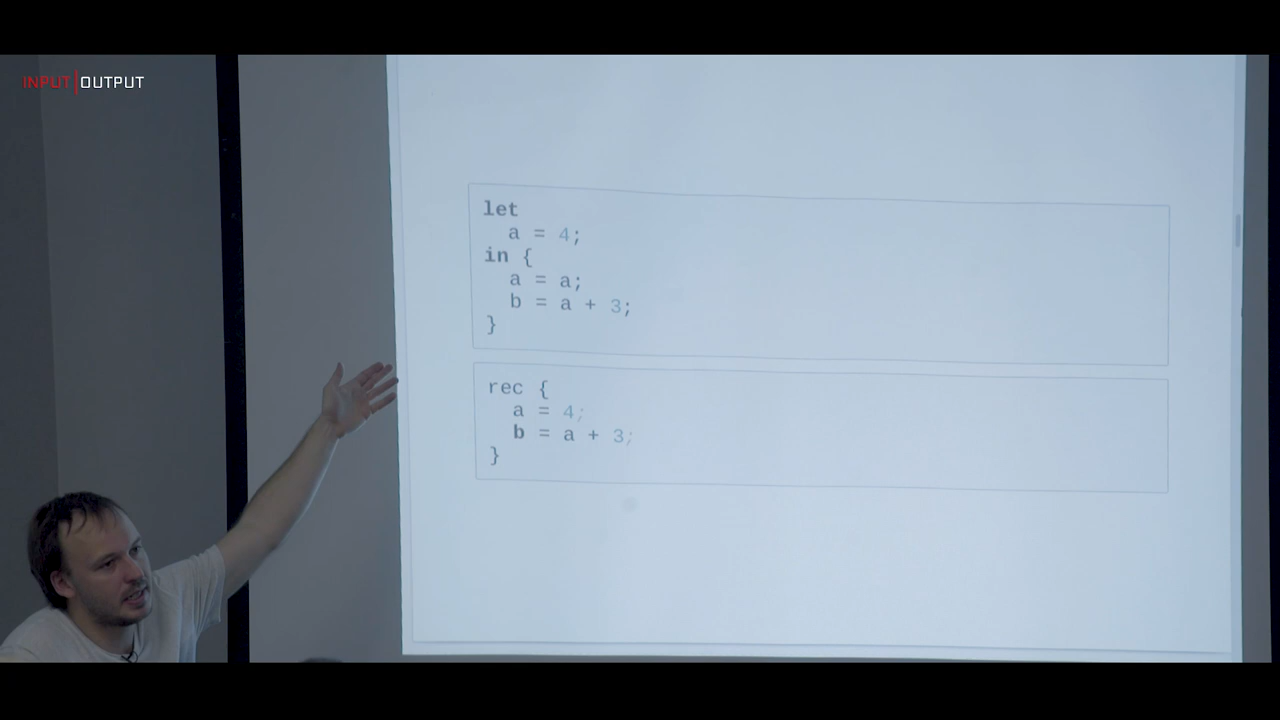 INPUT|OUTPUT
let
  a = 4;
in {
  a = a;
  b = a + 3;
}
rec {
  a = 4;
  b = a + 3;
}